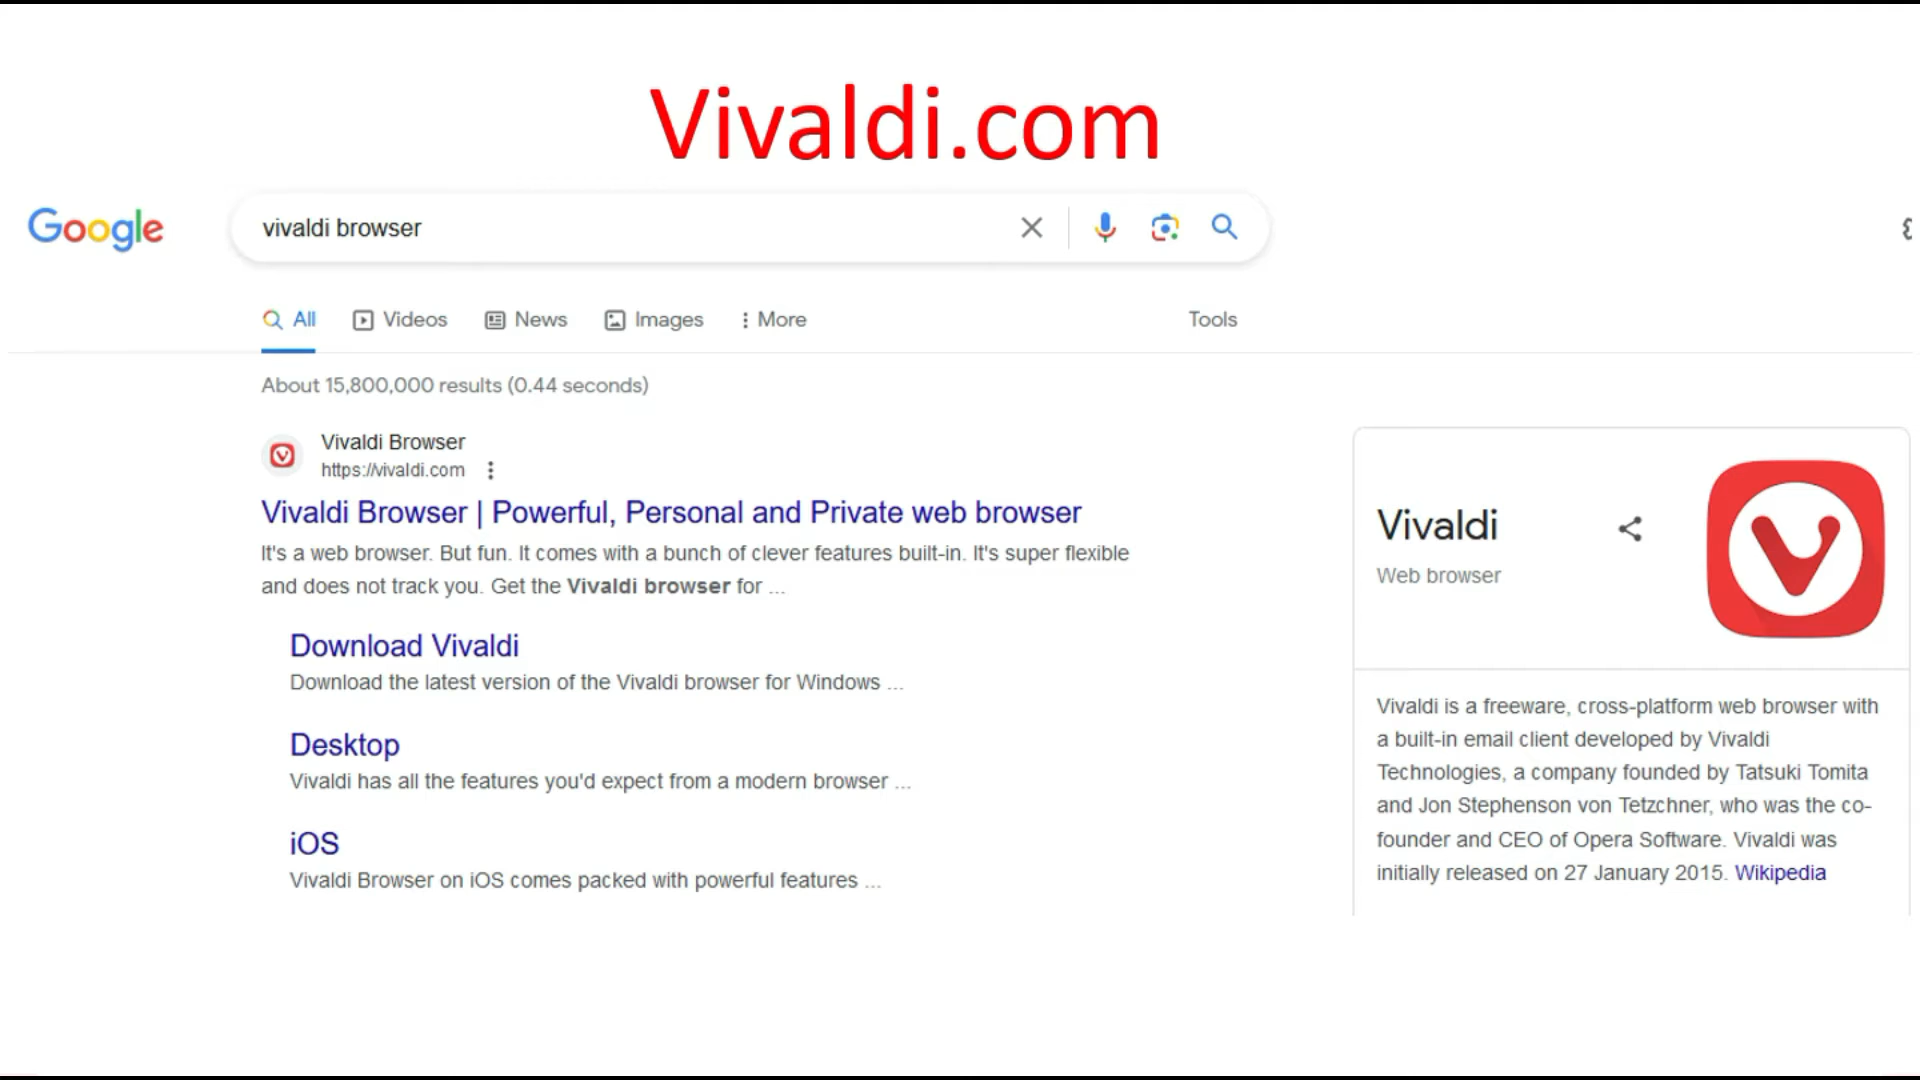 Vivaldi.com
Google
vivaldi browser
All
Videos
News
Images
More
Tools
About 15,800,000 results (0.44 seconds)
Vivaldi Browser
https://vivaldi.com
Vivaldi Browser | Powerful, Personal and Private web browser
It's a web browser. But fun. It comes with a bunch of clever features built-in. It's super flexible
and does not track you. Get the Vivaldi browser for ...
Download Vivaldi
Download the latest version of the Vivaldi browser for Windows ...
Desktop
Vivaldi has all the features you'd expect from a modern browser ...
iOS
Vivaldi Browser on iOS comes packed with powerful features ...
Vivaldi
Web browser
Vivaldi is a freeware, cross-platform web browser with
a built-in email client developed by Vivaldi
Technologies, a company founded by Tatsuki Tomita
and Jon Stephenson von Tetzchner, who was the co-
founder and CEO of Opera Software. Vivaldi was
initially released on 27 January 2015. Wikipedia